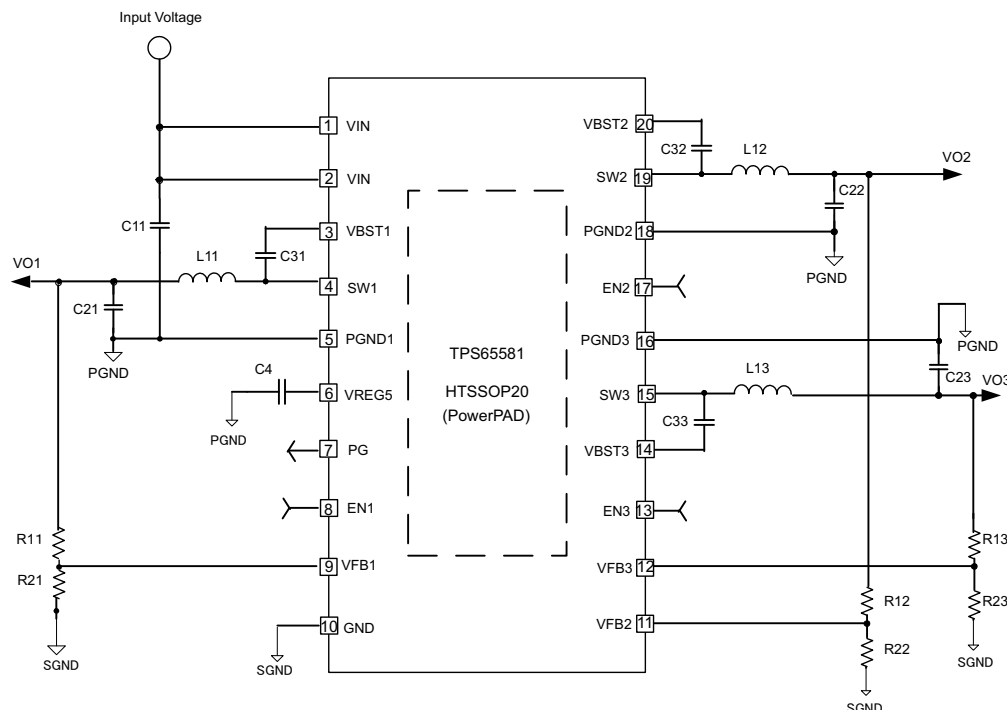 Input Voltage
1 VIN
2 VIN
C11
3 VBST1
VO1
L11
C31
4 SW1
C21
5 PGND1
PGND
C4
6 VREG5
PGND
7 PG
8 EN1
R11
9 VFB1
R21
10 GND
SGND
SGND
TPS65581
HTSSOP20
(PowerPAD)
VBST2 20
C32
L12
VO2
SW2 19
C22
PGND2 18
PGND
EN2 17
PGND3 16
PGND
L13
C23
SW3 15
VO3
C33
VBST3 14
EN3 13
R13
VFB3 12
R12
R23
VFB2 11
R22
SGND
SGND